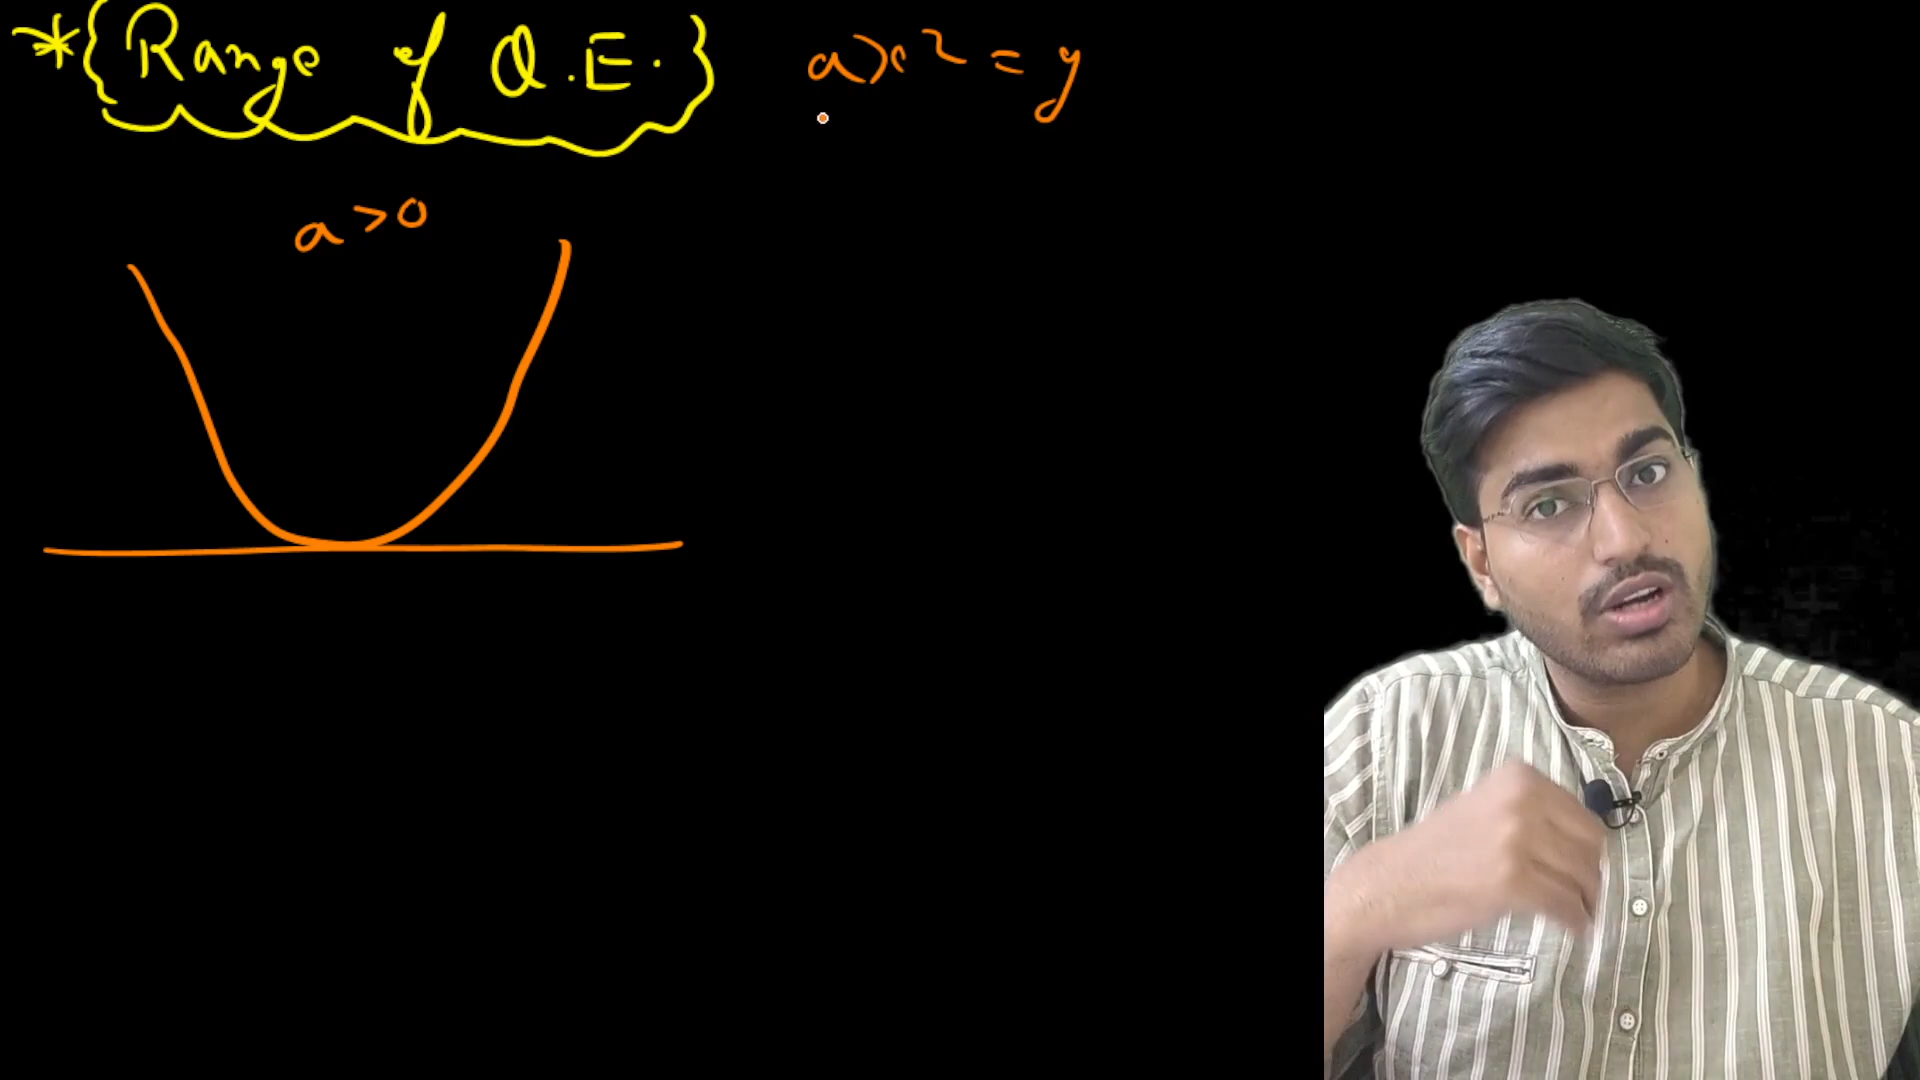 *{Range of Q.E.} ax² = y
a > 0